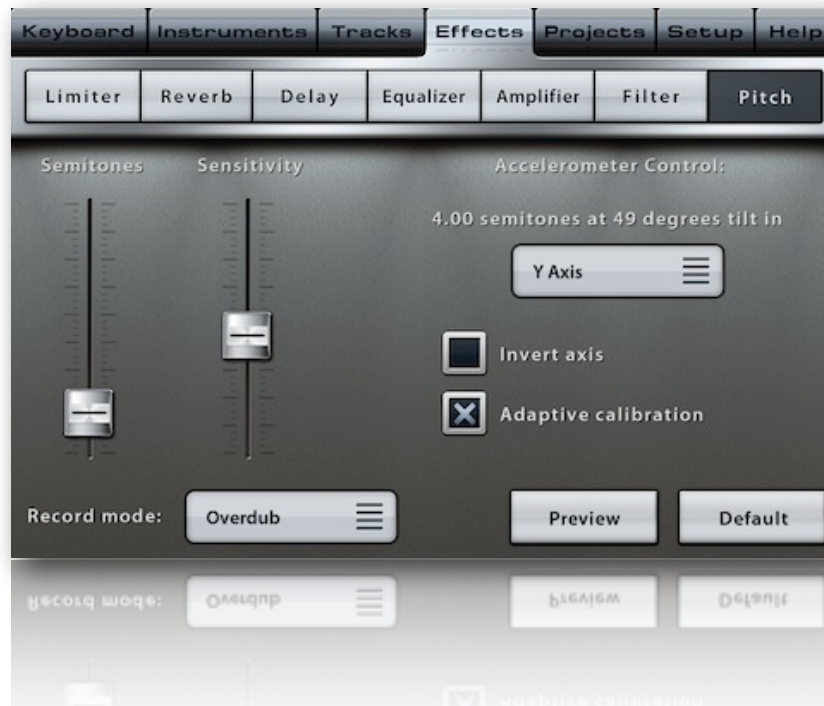 Keyboard Instruments Tracks Effects Projects Setup Help
Limiter Reverb Delay Equalizer Amplifier Filter Pitch
Semitones Sensitivity Accelerometer Control:
4.00 semitones at 49 degrees tilt in
Y Axis
Invert axis
Adaptive calibration
Record mode: Overdub Preview Default